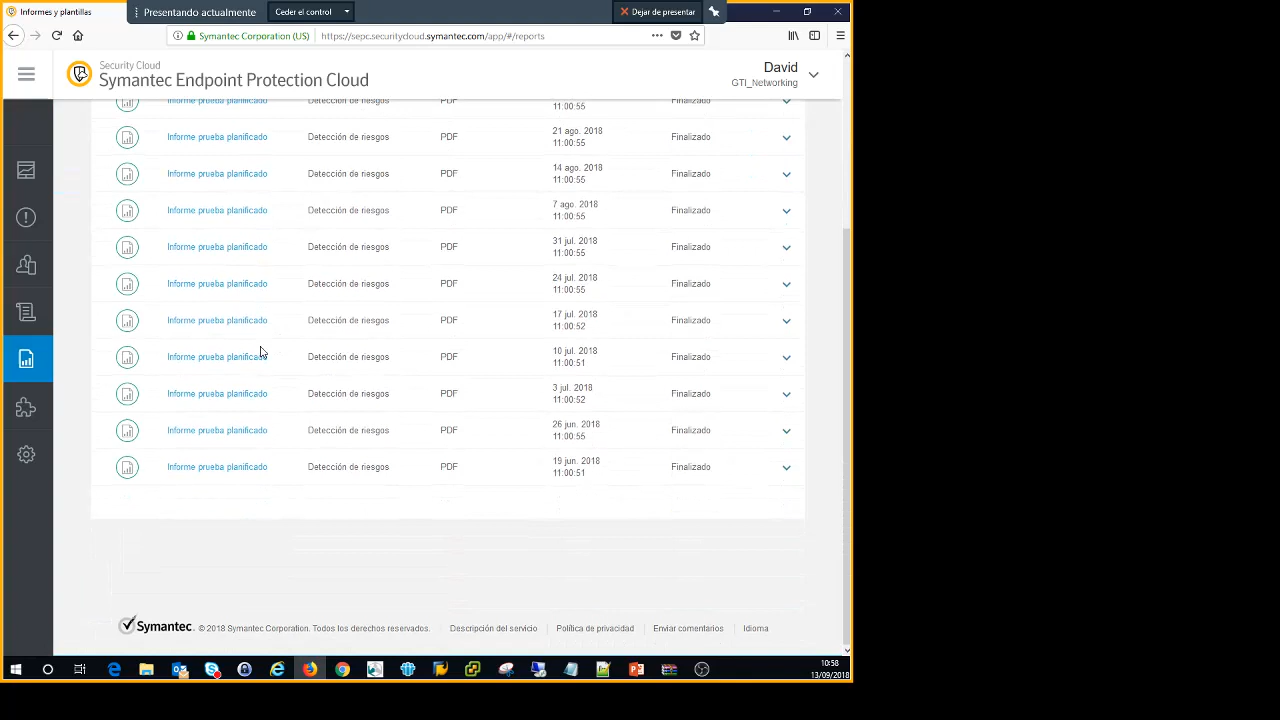 Informes y plantillas
Presentando actualmente
Ceder el control
Dejar de presentar
Symantec Corporation (US)
https://sepc.securitycloud.symantec.com/app/#/reports
Security Cloud
Symantec Endpoint Protection Cloud
David
GTI_Networking
Informe prueba planificado Detección de riesgos PDF 11:00:55 Finalizado
Informe prueba planificado Detección de riesgos PDF 21 ago. 2018 11:00:55 Finalizado
Informe prueba planificado Detección de riesgos PDF 14 ago. 2018 11:00:55 Finalizado
Informe prueba planificado Detección de riesgos PDF 7 ago. 2018 11:00:55 Finalizado
Informe prueba planificado Detección de riesgos PDF 31 jul. 2018 11:00:55 Finalizado
Informe prueba planificado Detección de riesgos PDF 24 jul. 2018 11:00:55 Finalizado
Informe prueba planificado Detección de riesgos PDF 17 jul. 2018 11:00:52 Finalizado
Informe prueba planificado Detección de riesgos PDF 10 jul. 2018 11:00:51 Finalizado
Informe prueba planificado Detección de riesgos PDF 3 jul. 2018 11:00:52 Finalizado
Informe prueba planificado Detección de riesgos PDF 26 jun. 2018 11:00:55 Finalizado
Informe prueba planificado Detección de riesgos PDF 19 jun. 2018 11:00:51 Finalizado
Symantec. © 2018 Symantec Corporation. Todos los derechos reservados. Descripción del servicio Política de privacidad Enviar comentarios Idioma
10:58
13/09/2018